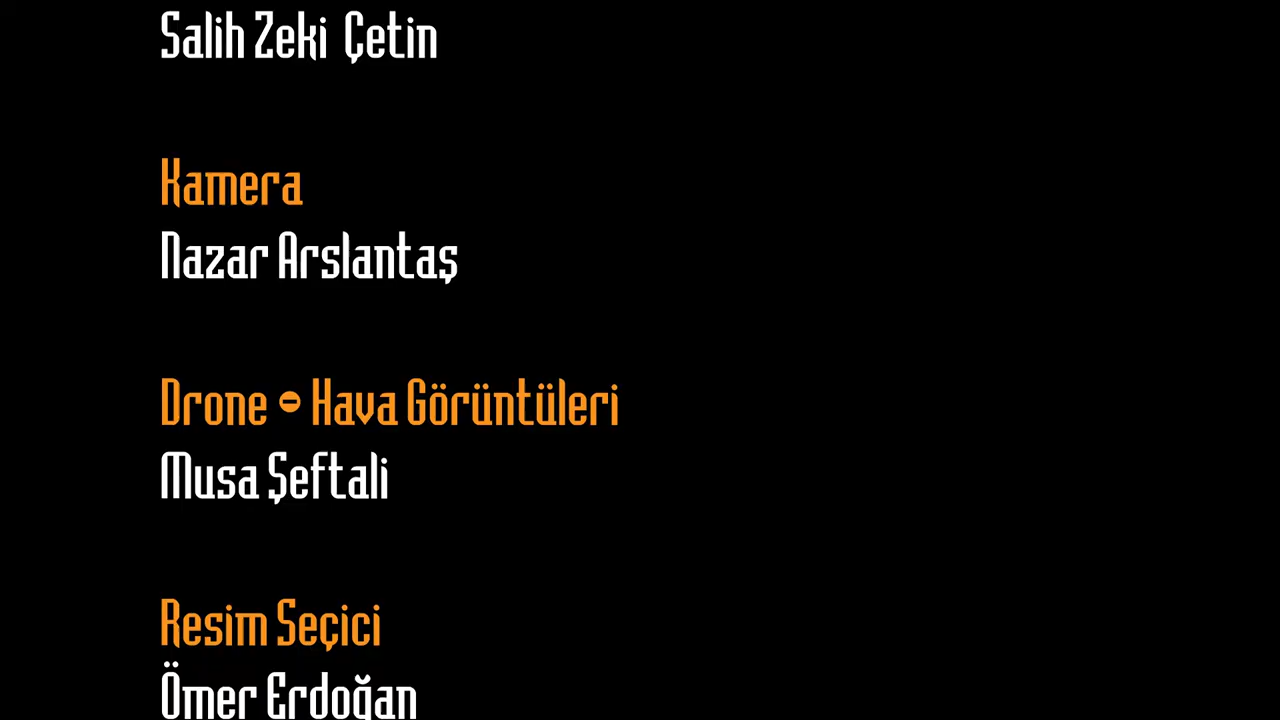 Salih Zeki Çetin
Kamera
Nazar Arslantaş
Drone • Hava Görüntüleri
Musa Şeftali
Resim Seçici
Ömer Erdoğan